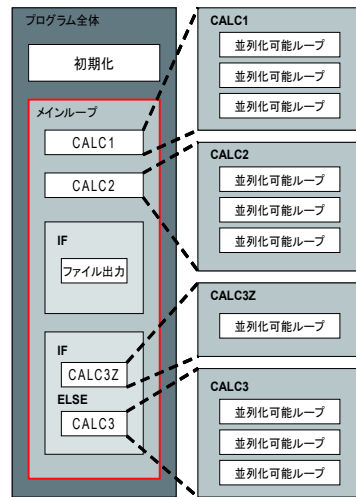 プログラム全体
初期化
メインループ
CALC1
CALC2
IF
ファイル出力
IF
CALC3Z
ELSE
CALC3
CALC1
並列化可能ループ
並列化可能ループ
並列化可能ループ
CALC2
並列化可能ループ
並列化可能ループ
並列化可能ループ
CALC3Z
並列化可能ループ
CALC3
並列化可能ループ
並列化可能ループ
並列化可能ループ